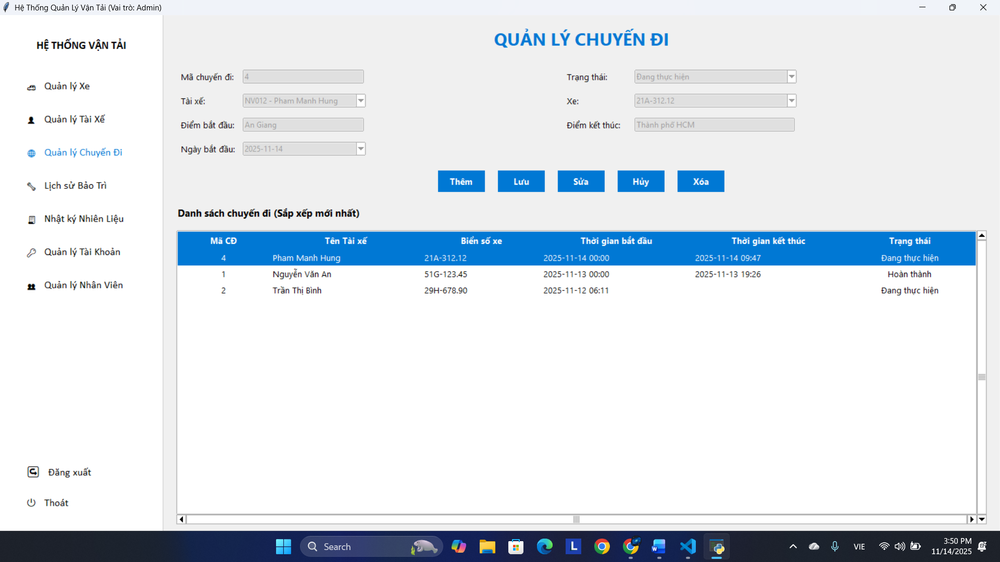 Hệ Thống Quản Lý Vận Tải (Vai trò: Admin)
HỆ THỐNG VẬN TẢI
Quản lý Xe
Quản lý Tài Xế
Quản lý Chuyến Đi
Lịch sử Bảo Trì
Nhật ký Nhiên Liệu
Quản lý Tài Khoản
Quản lý Nhân Viên
Đăng xuất
Thoát
QUẢN LÝ CHUYẾN ĐI
Mã chuyến đi: 4 Trạng thái: Đang thực hiện
Tài xế: NV012 - Pham Manh Hung Xe: 21A-312.12
Điểm bắt đầu: An Giang Điểm kết thúc: Thành phố HCM
Ngày bắt đầu: 2025-11-14
Thêm Lưu Sửa Hủy Xóa
Danh sách chuyến đi (Sắp xếp mới nhất)
Mã CĐ Tên Tài xế Biển số xe Thời gian bắt đầu Thời gian kết thúc Trạng thái
4 Pham Manh Hung 21A-312.12 2025-11-14 00:00 2025-11-14 09:47 Đang thực hiện
1 Nguyễn Văn An 51G-123.45 2025-11-13 00:00 2025-11-13 19:26 Hoàn thành
2 Trần Thị Bình 29H-678.90 2025-11-12 06:11 Đang thực hiện
Search
L
W
VIE
3:50 PM
11/14/2025